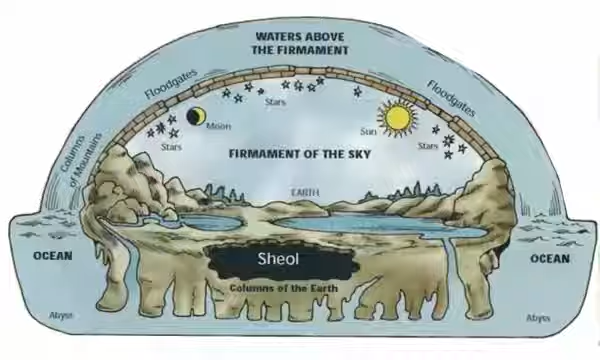 WATERS ABOVE
THE FIRMAMENT
Floodgates
Floodgates
Stars
Columns
of Mountains
Moon
Sun
Stars
Stars
FIRMAMENT OF THE SKY
EARTH
OCEAN
Sheol
OCEAN
Columns of the Earth
Abyss
Abyss